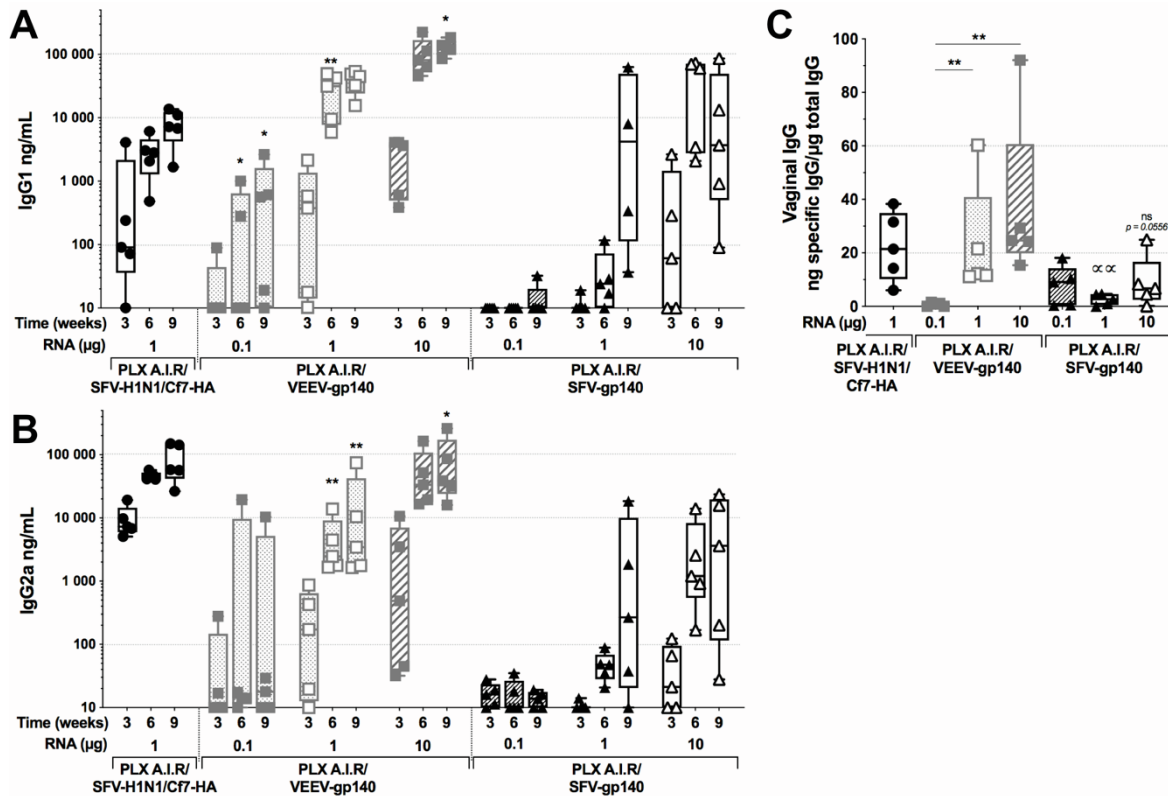 A
IgG1 ng/mL
100 000
10 000
1 000
100
10
*
*
**
*
Time (weeks) 3 6 9 3 6 9 3 6 9 3 6 9 3 6 9 3 6 9 3 6 9
RNA (µg) 1 0.1 1 10 0.1 1 10
PLX A.I.R/
SFV-H1N1/Cf7-HA
PLX A.I.R/
VEEV-gp140
PLX A.I.R/
SFV-gp140
B
IgG2a ng/mL
100 000
10 000
1 000
100
10
**
**
*
Time (weeks) 3 6 9 3 6 9 3 6 9 3 6 9 3 6 9 3 6 9 3 6 9
RNA (µg) 1 0.1 1 10 0.1 1 10
PLX A.I.R/
SFV-H1N1/Cf7-HA
PLX A.I.R/
VEEV-gp140
PLX A.I.R/
SFV-gp140
C
Vaginal IgG
ng specific IgG/µg total IgG
100
80
60
40
20
0
**
**
∝∝
ns
p = 0.0556
RNA (µg) 1 0.1 1 10 0.1 1 10
PLX A.I.R/
SFV-H1N1/
Cf7-HA
PLX A.I.R/
VEEV-gp140
PLX A.I.R/
SFV-gp140